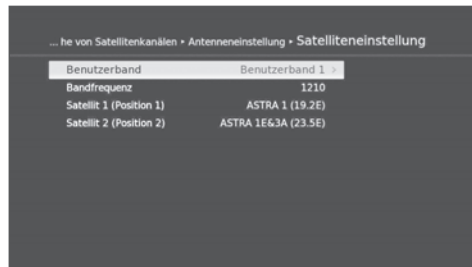 ... he von Satellitenkanälen ▸ Antenneneinstellung ▸ Satelliteneinstellung
Benutzerband Benutzerband 1 >
Bandfrequenz 1210
Satellit 1 (Position 1) ASTRA 1 (19.2E)
Satellit 2 (Position 2) ASTRA 1E&3A (23.5E)